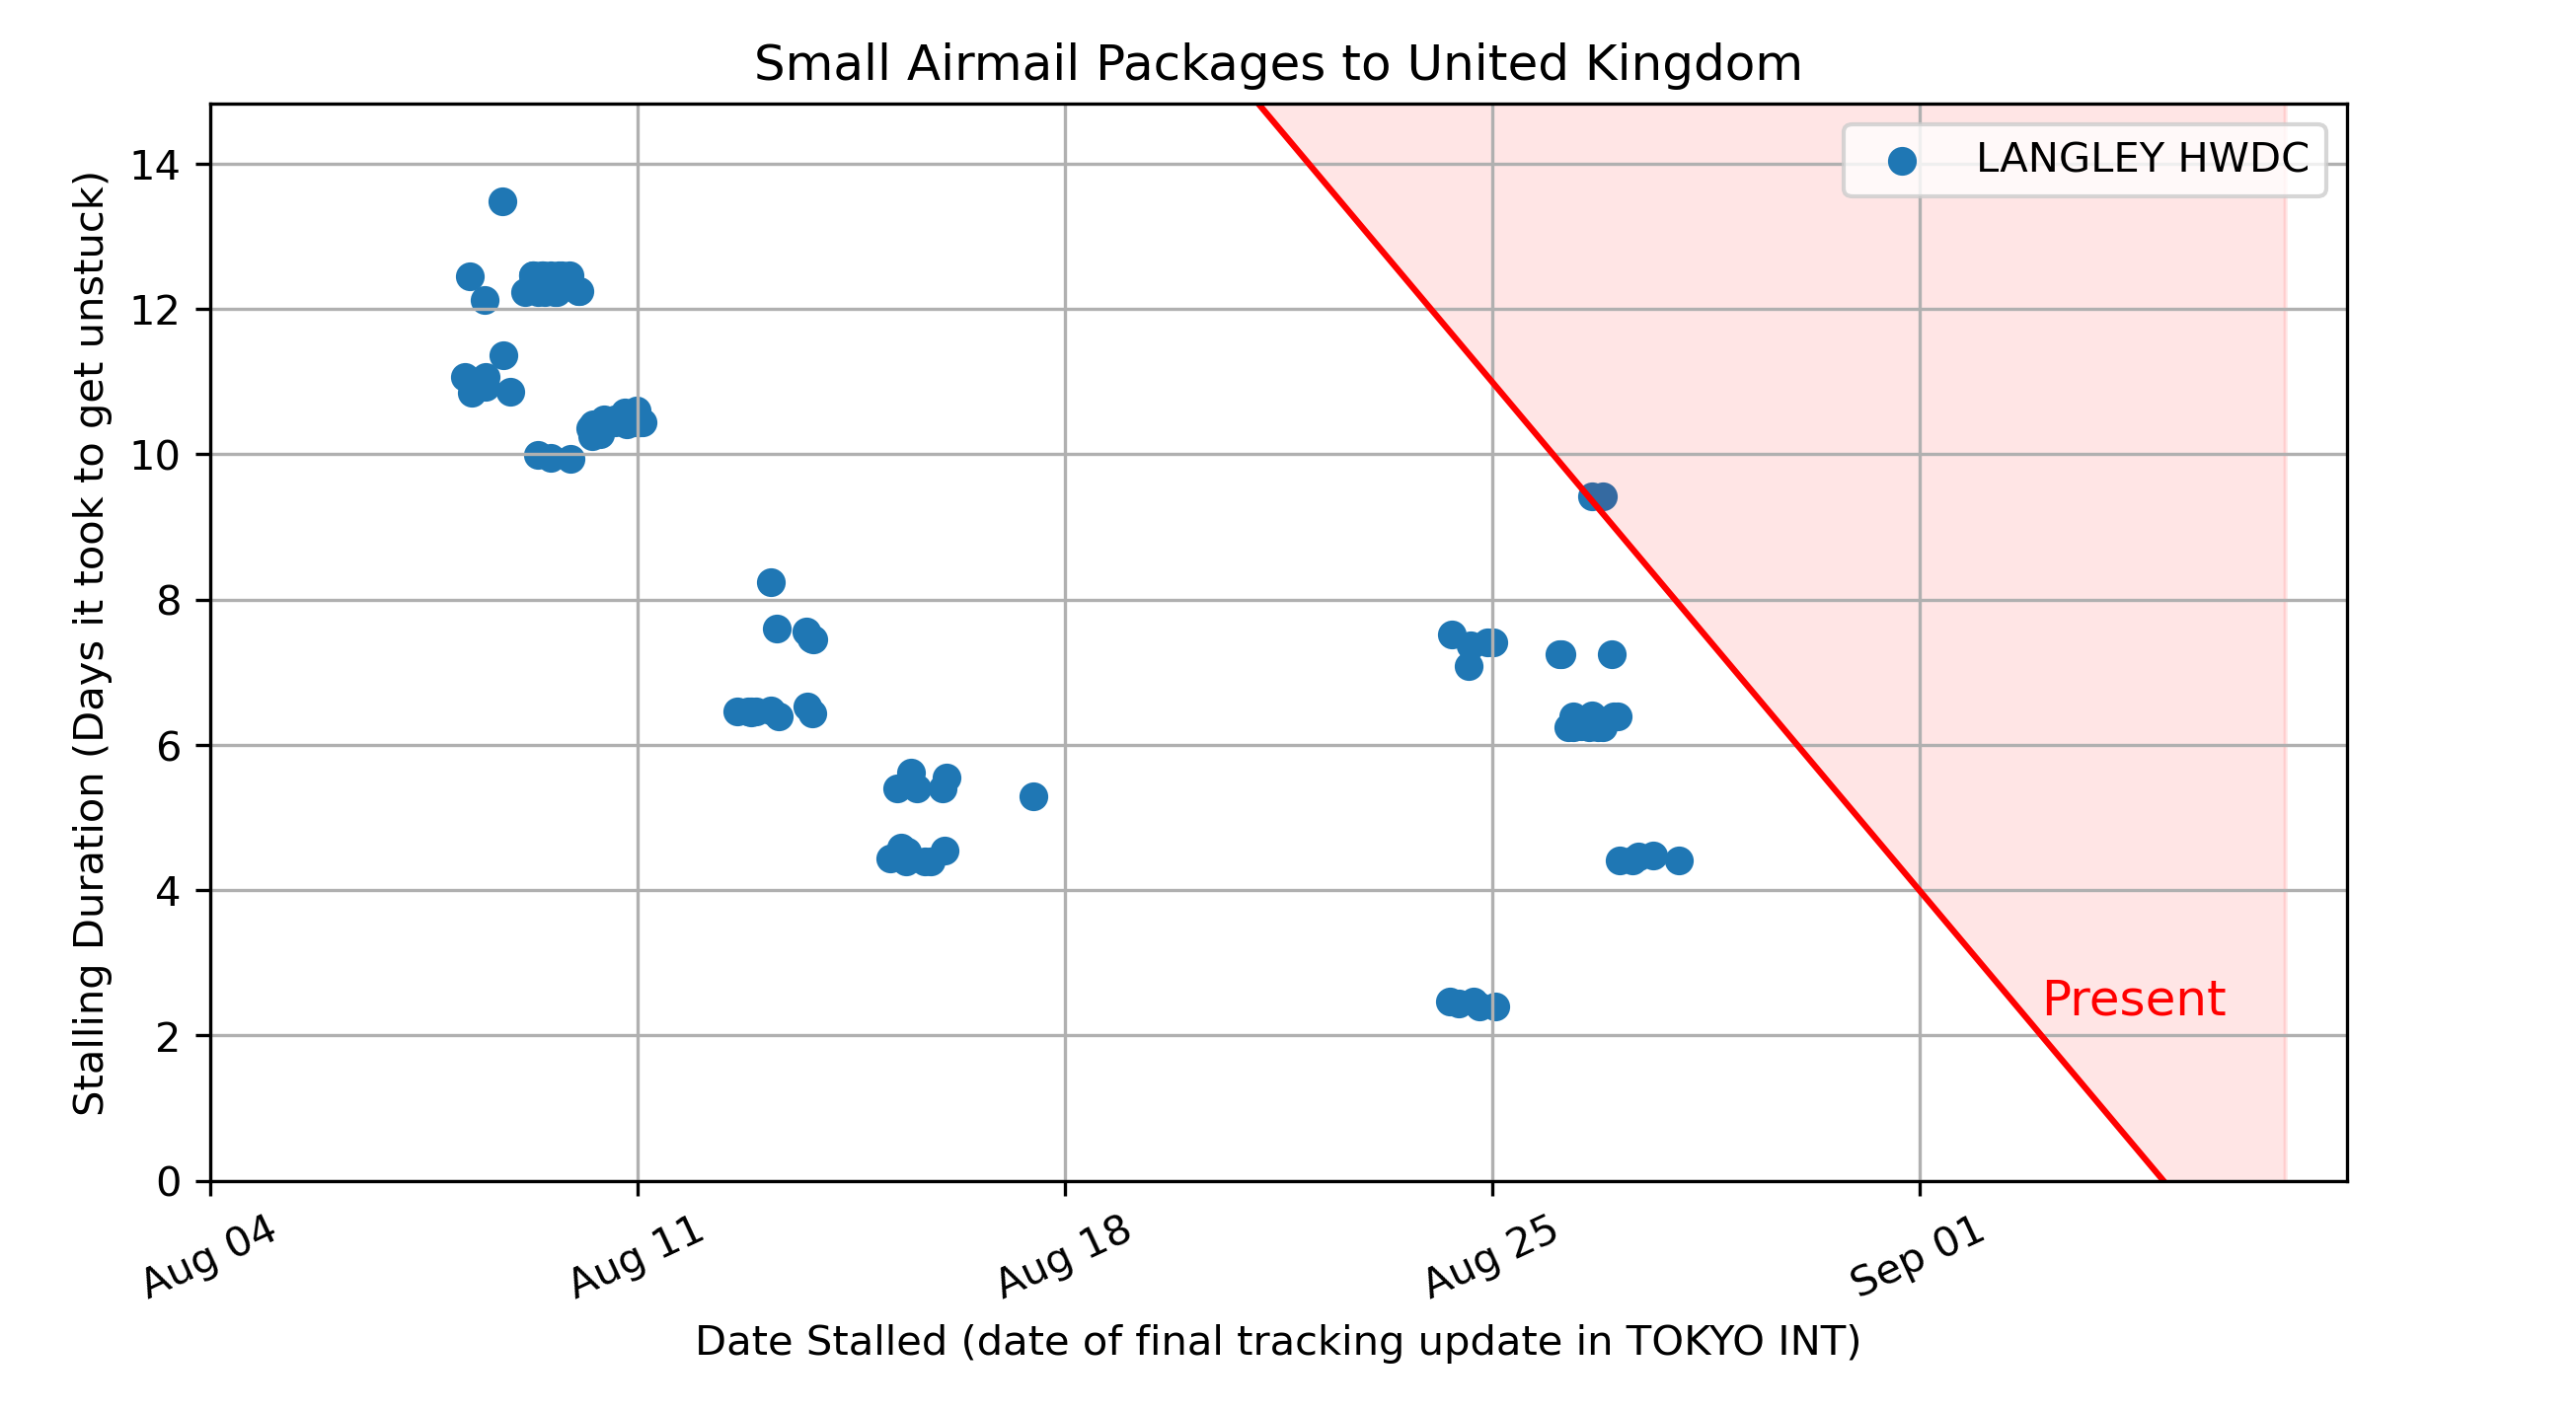 Small Airmail Packages to United Kingdom
LANGLEY HWDC
Stalling Duration (Days it took to get unstuck)
14
12
10
8
6
4
2
0
Present
Aug 04
Aug 11
Aug 18
Aug 25
Sep 01
Date Stalled (date of final tracking update in TOKYO INT)